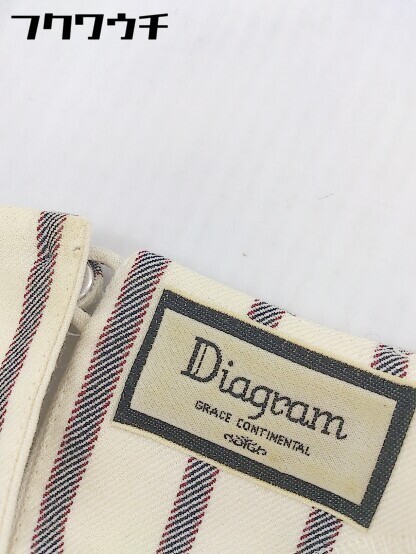 フクワウチ
Diagram
GRACE CONTINENTAL